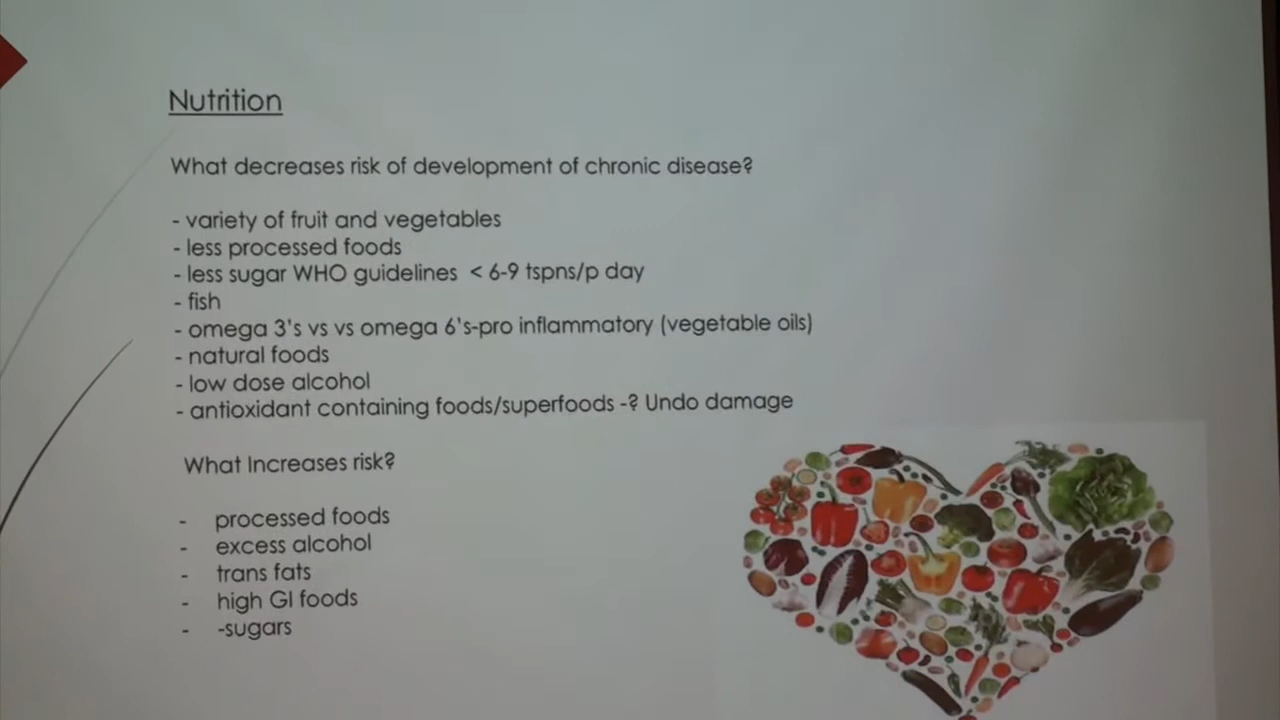 Nutrition
What decreases risk of development of chronic disease?
- variety of fruit and vegetables
- less processed foods
- less sugar WHO guidelines < 6-9 tspns/p day
- fish
- omega 3's vs vs omega 6's-pro inflammatory (vegetable oils)
- natural foods
- low dose alcohol
- antioxidant containing foods/superfoods -? Undo damage
What Increases risk?
- processed foods
- excess alcohol
- trans fats
- high GI foods
- -sugars